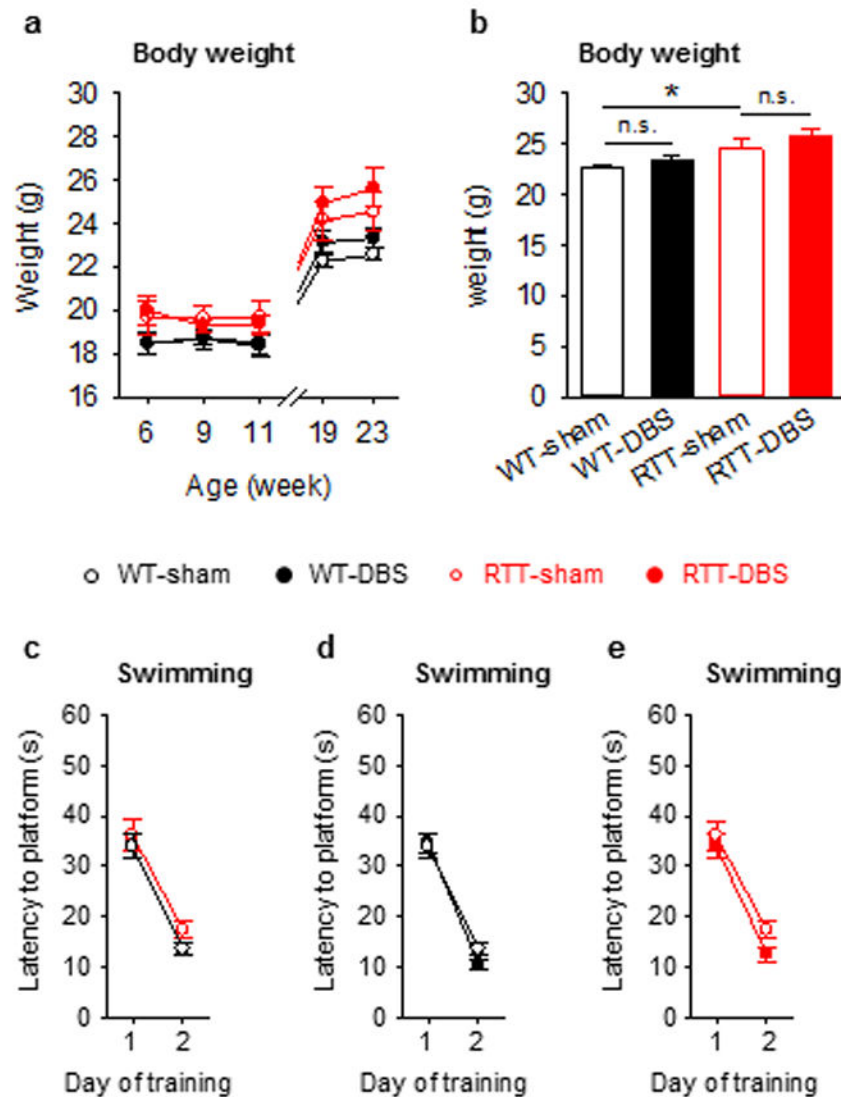 a
Body weight
30
28
26
24
22
20
18
16
Weight (g)
6 9 11 19 23
Age (week)
b
Body weight
30
25
20
15
10
5
0
weight (g)
*
n.s.
n.s.
WT-sham
WT-DBS
RTT-sham
RTT-DBS
WT-sham WT-DBS RTT-sham RTT-DBS
c
Swimming
60
50
40
30
20
10
0
Latency to platform (s)
1 2
Day of training
d
Swimming
60
50
40
30
20
10
0
Latency to platform (s)
1 2
Day of training
e
Swimming
60
50
40
30
20
10
0
Latency to platform (s)
1 2
Day of training